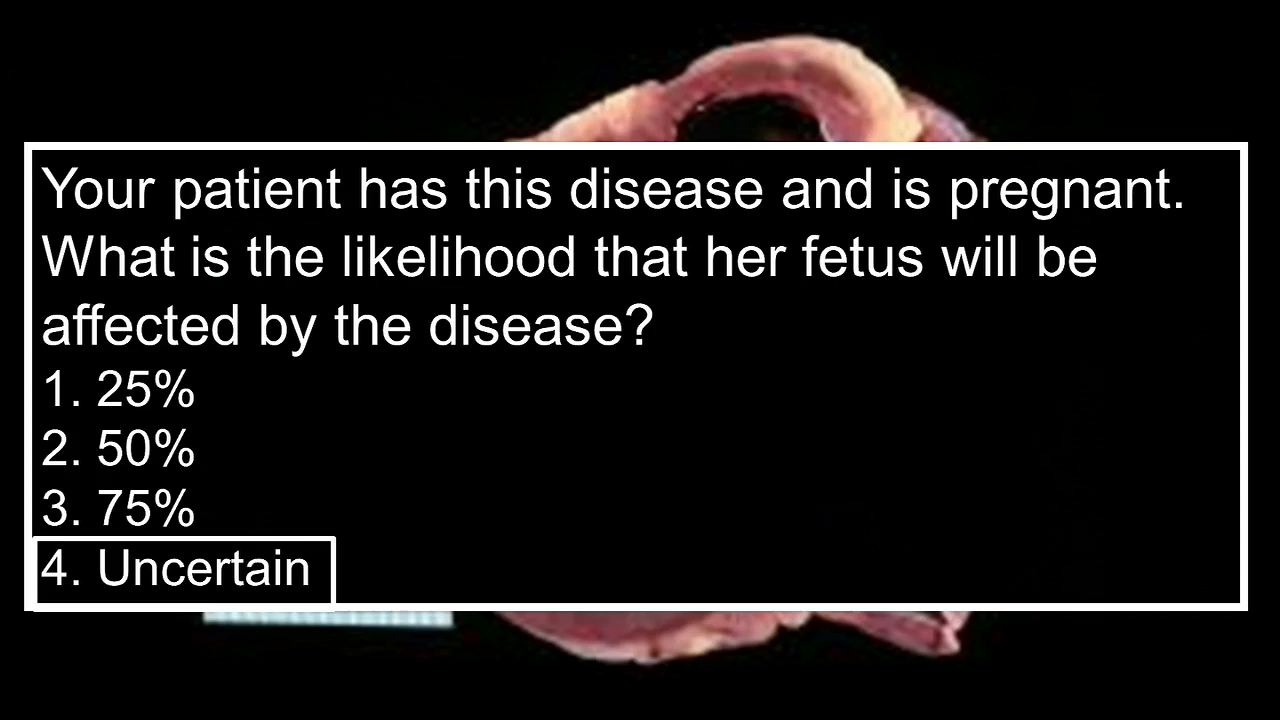 Your patient has this disease and is pregnant.
What is the likelihood that her fetus will be
affected by the disease?
1. 25%
2. 50%
3. 75%
4. Uncertain